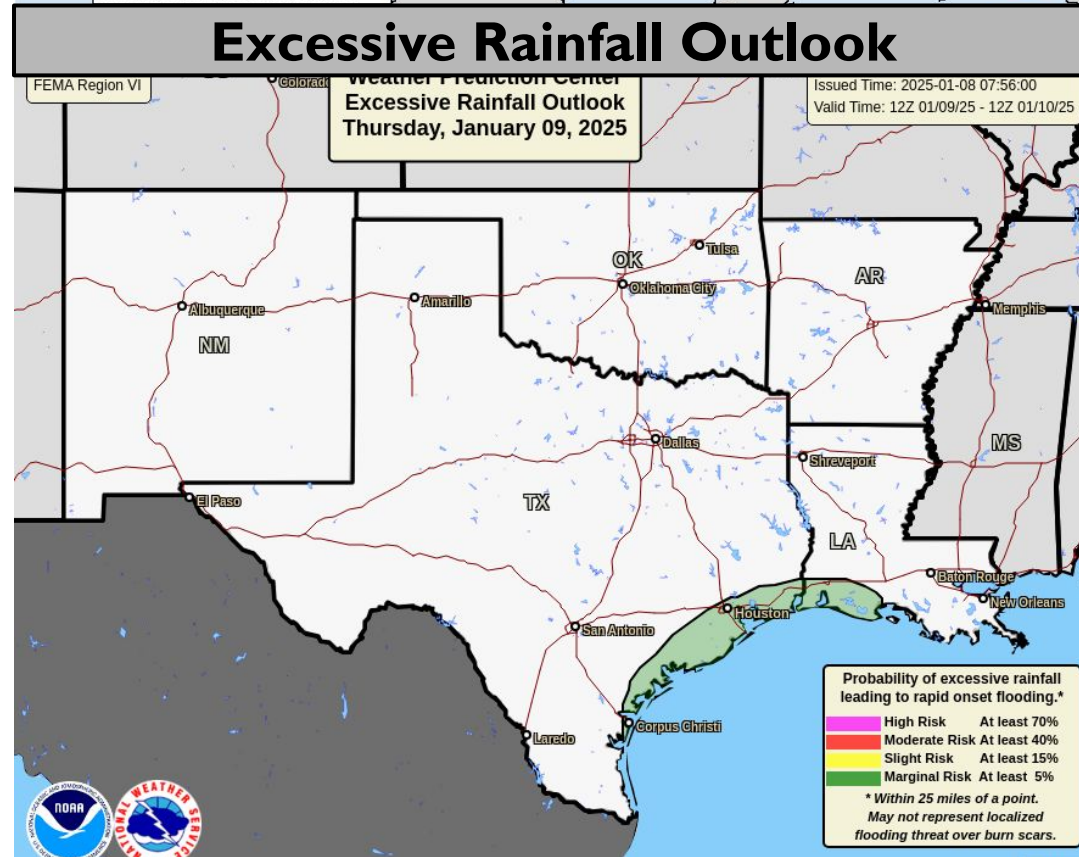 Excessive Rainfall Outlook
FEMA Region VI
Weather Prediction Center
Excessive Rainfall Outlook
Thursday, January 09, 2025
Issued Time: 2025-01-08 07:56:00
Valid Time: 12Z 01/09/25 - 12Z 01/10/25
Tulsa
OK
Oklahoma City
AR
Albuquerque
Amarillo
Memphis
NM
Dallas
MS
Shreveport
El Paso
TX
LA
Baton Rouge
New Orleans
Houston
San Antonio
Corpus Christi
Laredo
Probability of excessive rainfall
leading to rapid onset flooding.*
High Risk At least 70%
Moderate Risk At least 40%
Slight Risk At least 15%
Marginal Risk At least 5%
* Within 25 miles of a point.
May not represent localized
flooding threat over burn scars.
NOAA
NATIONAL WEATHER SERVICE